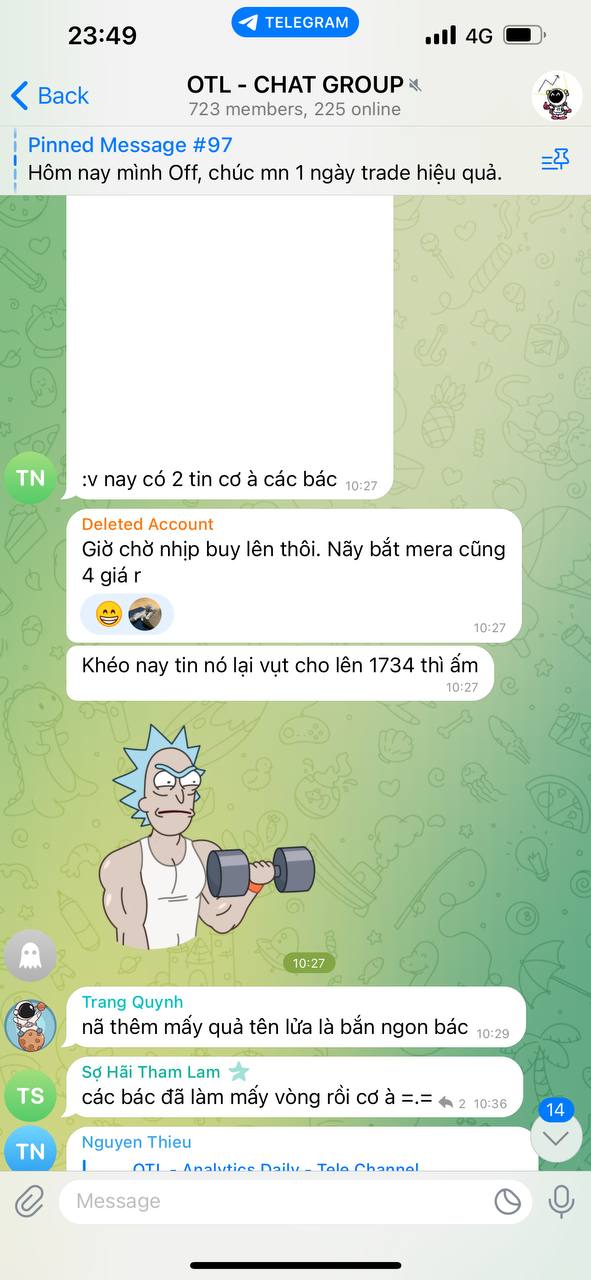 23:49
TELEGRAM
4G
Back
OTL - CHAT GROUP
723 members, 225 online
Pinned Message #97
Hôm nay mình Off, chúc mn 1 ngày trade hiệu quả.
TN
:v nay có 2 tin cơ à các bác 10:27
Deleted Account
Giờ chờ nhịp buy lên thôi. Nãy bắt mera cũng
4 giá r
10:27
Khéo nay tin nó lại vụt cho lên 1734 thì ấm
10:27
10:27
Trang Quynh
nã thêm mấy quả tên lửa là bắn ngon bác 10:29
Sợ Hãi Tham Lam
TS
các bác đã làm mấy vòng rồi cơ à =.= 2 10:36
14
TN
Nguyen Thieu
OTL - Analytics Daily - Tele Channel
Message